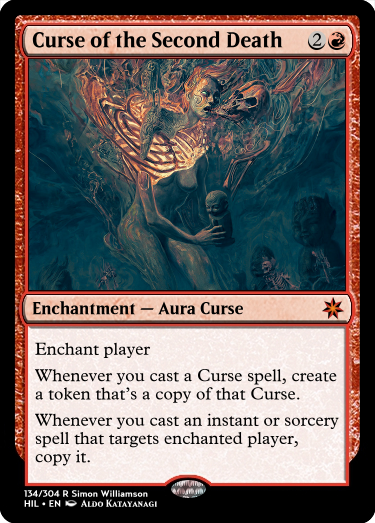 Curse of the Second Death 2
Enchantment — Aura Curse
Enchant player
Whenever you cast a Curse spell, create
a token that's a copy of that Curse.
Whenever you cast an instant or sorcery
spell that targets enchanted player,
copy it.
134/304 R Simon Williamson
HIL • EN Aldo Katayanagi